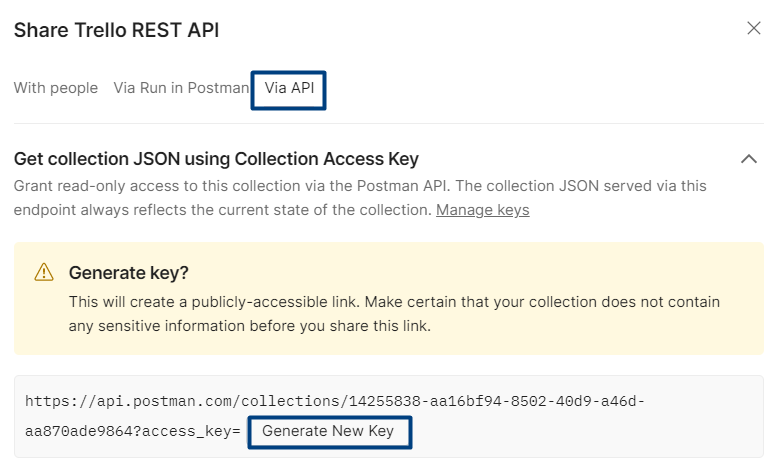 Share Trello REST API
With people Via Run in Postman Via API
Get collection JSON using Collection Access Key
Grant read-only access to this collection via the Postman API. The collection JSON served via this
endpoint always reflects the current state of the collection. Manage keys
Generate key?
This will create a publicly-accessible link. Make certain that your collection does not contain
any sensitive information before you share this link.
https://api.postman.com/collections/14255838-aa16bf94-8502-40d9-a46d-
aa870ade9864?access_key= Generate New Key